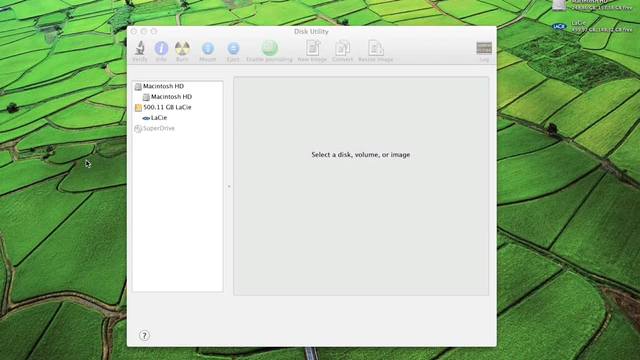 Disk Utility
Verify Info Burn Mount Eject Enable Journaling New Image Convert Resize Image Log
Macintosh HD
Macintosh HD
500.11 GB LaCie
LaCie
SuperDrive
Select a disk, volume, or image
?
LaCie